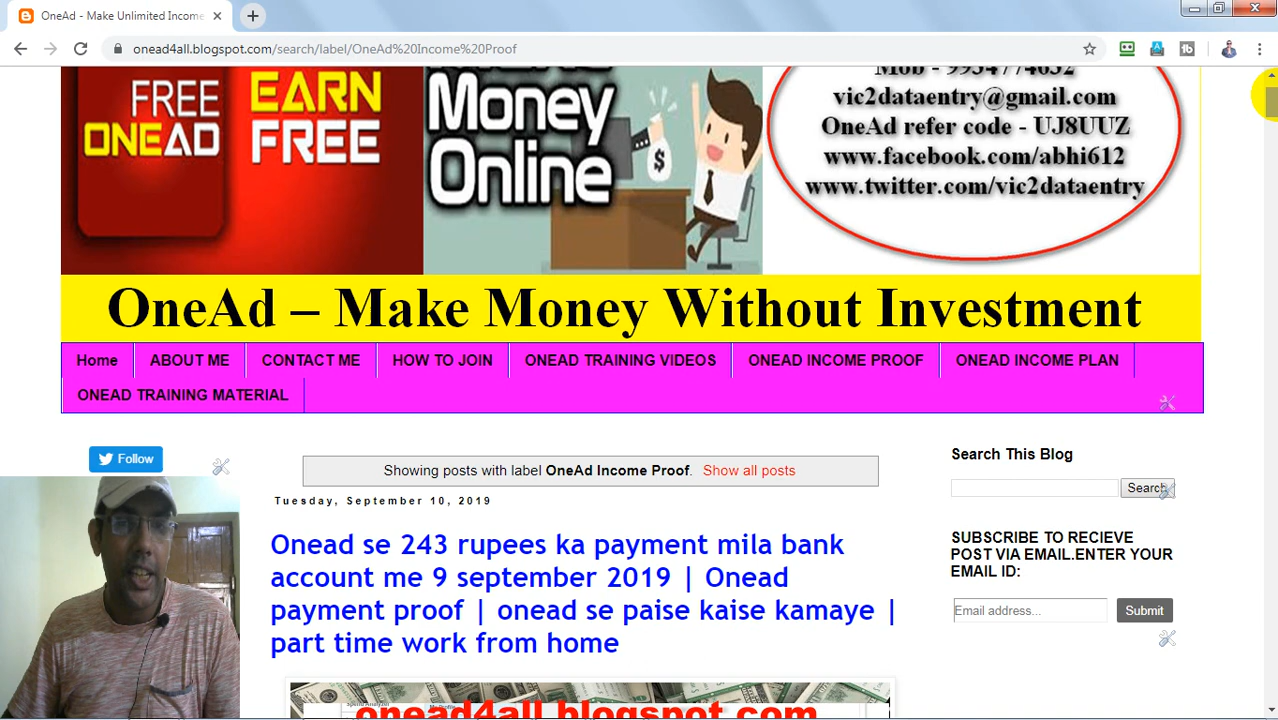 OneAd - Make Unlimited Income
onead4all.blogspot.com/search/label/OneAd%20Income%20Proof
FREE
ONEAD
EARN
FREE
Money
Online
Mob - 9934774652
vic2dataentry@gmail.com
OneAd refer code - UJ8UUZ
www.facebook.com/abhi612
www.twitter.com/vic2dataentry
OneAd – Make Money Without Investment
Home ABOUT ME CONTACT ME HOW TO JOIN ONEAD TRAINING VIDEOS ONEAD INCOME PROOF ONEAD INCOME PLAN
ONEAD TRAINING MATERIAL
Follow
Showing posts with label OneAd Income Proof. Show all posts
Tuesday, September 10, 2019
Onead se 243 rupees ka payment mila bank
account me 9 september 2019 | Onead
payment proof | onead se paise kaise kamaye |
part time work from home
onead4all.blogspot.com
Search This Blog
Search
SUBSCRIBE TO RECIEVE
POST VIA EMAIL.ENTER YOUR
EMAIL ID:
Email address...
Submit